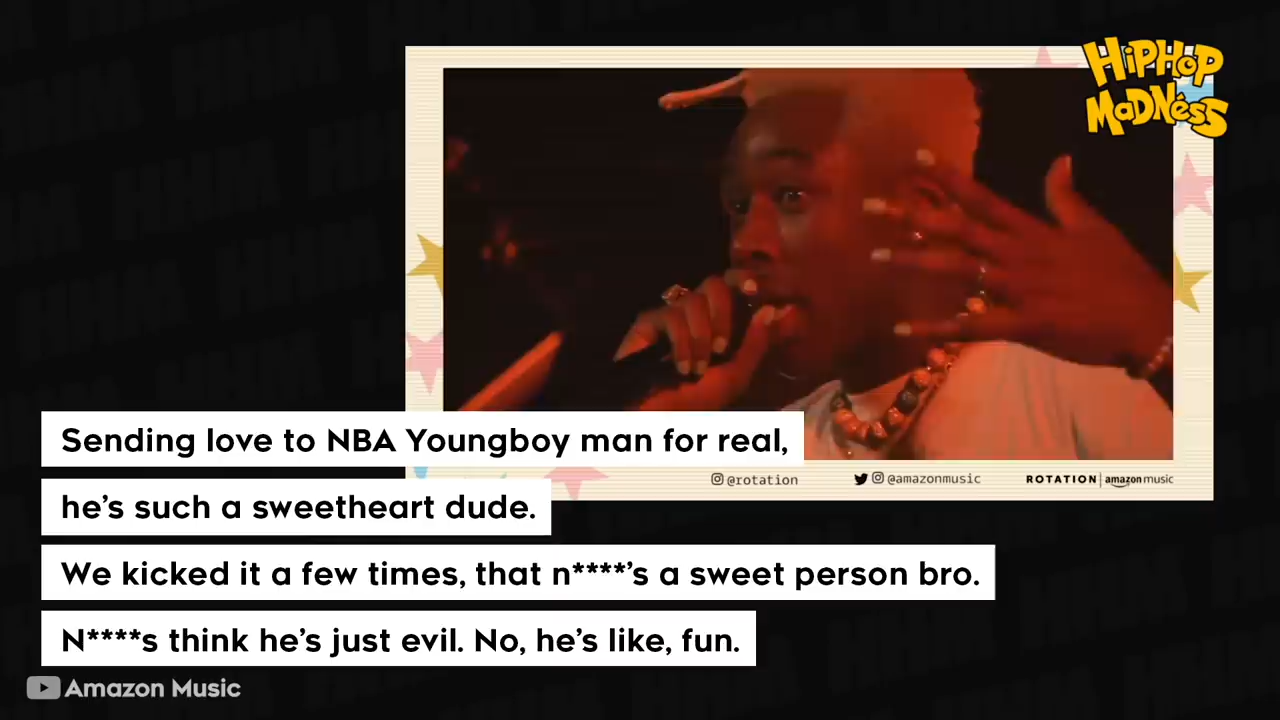 HiPHoP
MaDNéss
Sending love to NBA Youngboy man for real,
@rotation
@amazonmusic
ROTATION | amazon music
he's such a sweetheart dude.
We kicked it a few times, that n****'s a sweet person bro.
N****s think he's just evil. No, he's like, fun.
Amazon Music